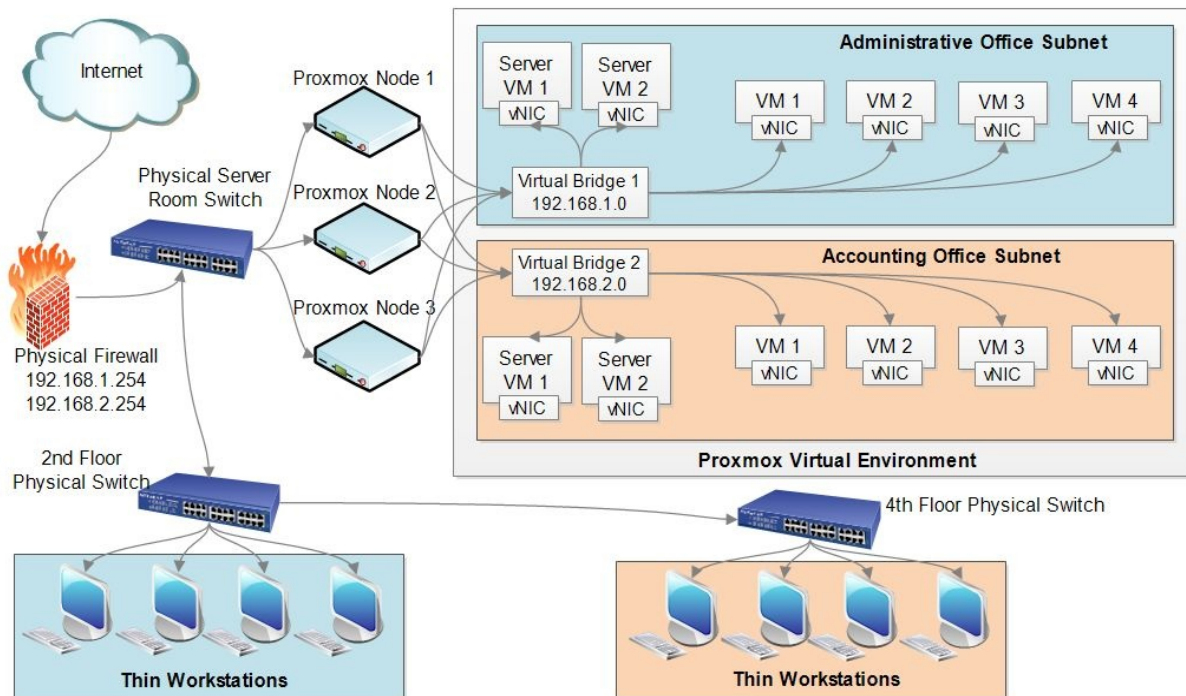 Internet
Physical Firewall
192.168.1.254
192.168.2.254
Physical Server
Room Switch
Proxmox Node 1
Proxmox Node 2
Proxmox Node 3
Administrative Office Subnet
Server
VM 1
vNIC
Server
VM 2
vNIC
VM 1
vNIC
VM 2
vNIC
VM 3
vNIC
VM 4
vNIC
Virtual Bridge 1
192.168.1.0
Accounting Office Subnet
Virtual Bridge 2
192.168.2.0
Server
VM 1
vNIC
Server
VM 2
vNIC
VM 1
vNIC
VM 2
vNIC
VM 3
vNIC
VM 4
vNIC
Proxmox Virtual Environment
2nd Floor
Physical Switch
4th Floor Physical Switch
Thin Workstations
Thin Workstations